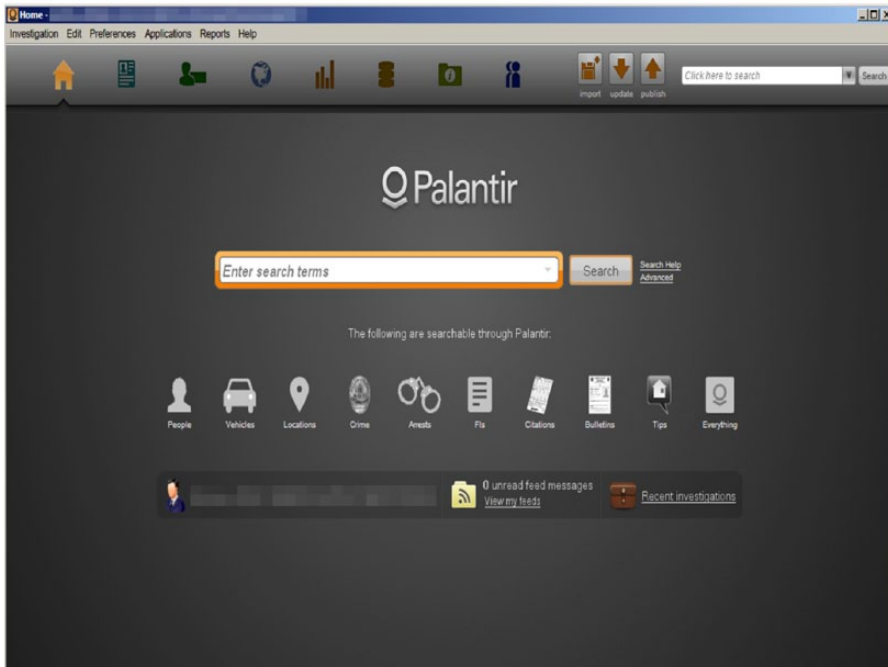 Home -
Investigation Edit Preferences Applications Reports Help
import update publish
Click here to search
Search
Palantir
Enter search terms
Search
Search Help
Advanced
The following are searchable through Palantir:
People Vehicles Locations Crime Arrests FIs Citations Bulletins Tips Everything
0 unread feed messages
View my feeds
Recent investigations